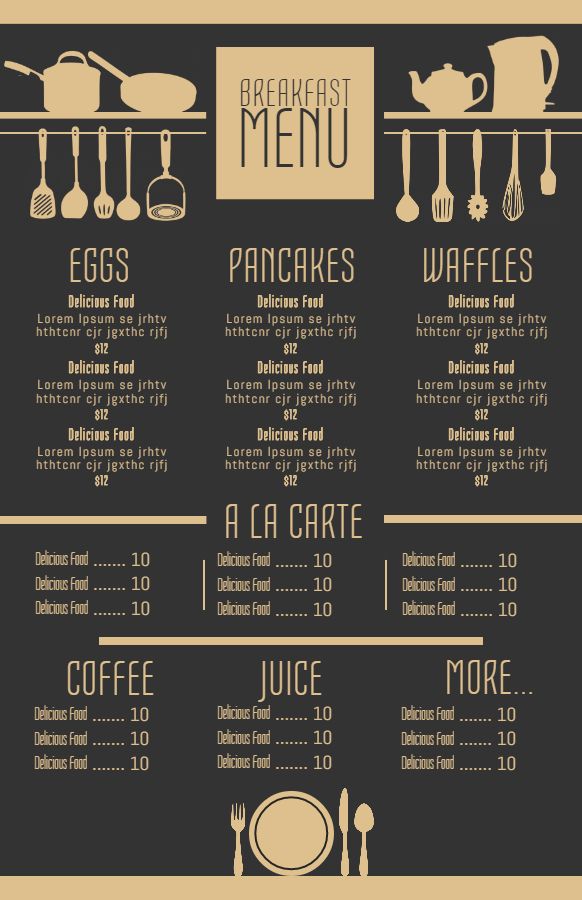 BREAKFAST
MENU
EGGS
Delicious Food
Lorem Ipsum se jrhtv
hthtcnr cjr jgxthc rjfj
$12
Delicious Food
Lorem Ipsum se jrhtv
hthtcnr cjr jgxthc rjfj
$12
Delicious Food
Lorem Ipsum se jrhtv
hthtcnr cjr jgxthc rjfj
$12
PANCAKES
Delicious Food
Lorem Ipsum se jrhtv
hthtcnr cjr jgxthc rjfj
$12
Delicious Food
Lorem Ipsum se jrhtv
hthtcnr cjr jgxthc rjfj
$12
Delicious Food
Lorem Ipsum se jrhtv
hthtcnr cjr jgxthc rjfj
$12
WAFFLES
Delicious Food
Lorem Ipsum se jrhtv
hthtcnr cjr jgxthc rjfj
$12
Delicious Food
Lorem Ipsum se jrhtv
hthtcnr cjr jgxthc rjfj
$12
Delicious Food
Lorem Ipsum se jrhtv
hthtcnr cjr jgxthc rjfj
$12
A LA CARTE
Delicious Food ....... 10
Delicious Food ....... 10
Delicious Food ....... 10
Delicious Food ....... 10
Delicious Food ....... 10
Delicious Food ....... 10
Delicious Food ....... 10
Delicious Food ....... 10
Delicious Food ....... 10
COFFEE
Delicious Food ....... 10
Delicious Food ....... 10
Delicious Food ....... 10
JUICE
Delicious Food ....... 10
Delicious Food ....... 10
Delicious Food ....... 10
MORE...
Delicious Food ....... 10
Delicious Food ....... 10
Delicious Food ....... 10